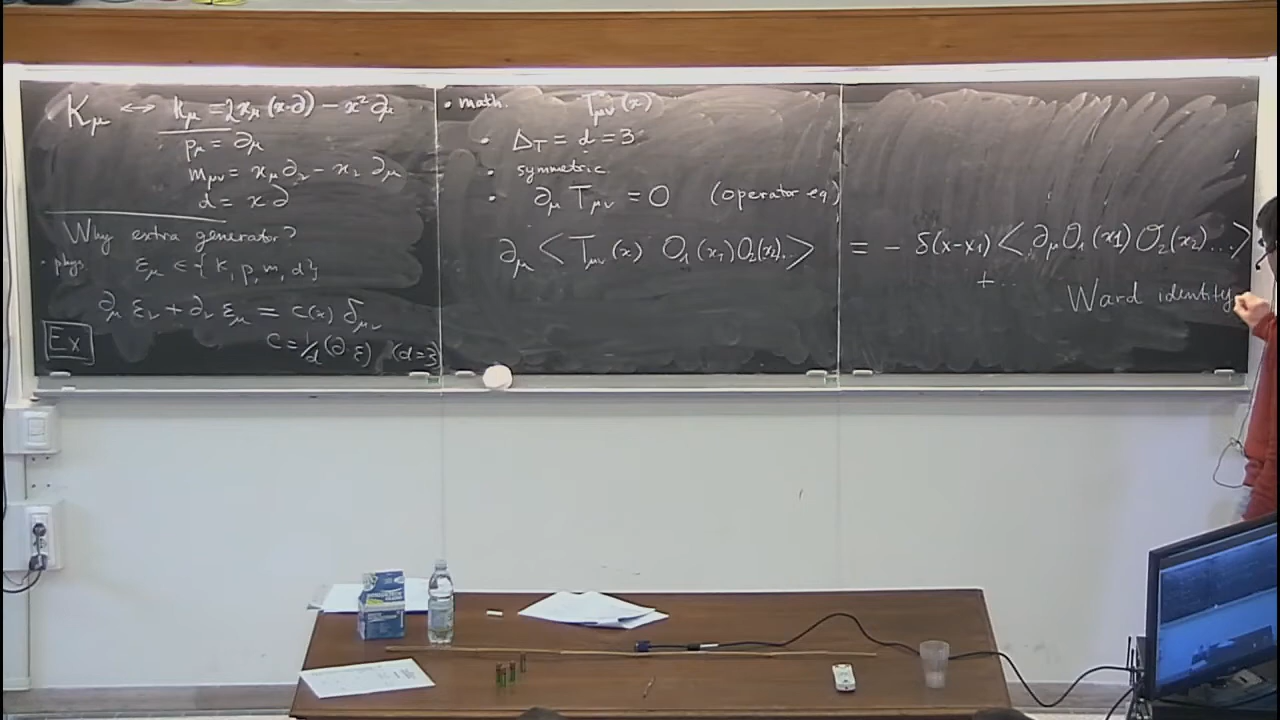 K_μ ↔ k_μ = 2x_μ(x·∂) − x²∂_μ
p_μ = ∂_μ
m_μν = x_μ∂_ν − x_ν∂_μ
d = x∂
Why extra generator?
• phys. ε_μ ∈ {k, p, m, d}
∂_μ ε_ν + ∂_ν ε_μ = c(x) δ_μν
Ex
c = 1/d (∂·ε) (d=3)
• math. T_μν(x)
• Δ_T = d = 3
• symmetric
• ∂_μ T_μν = 0 (operator eq)
∂_μ < T_μν(x) O_1(x_1) O_2(x_2)... > = − δ(x−x_1) < ∂_μ O_1(x_1) O_2(x_2)... >
+ ...
Ward identity